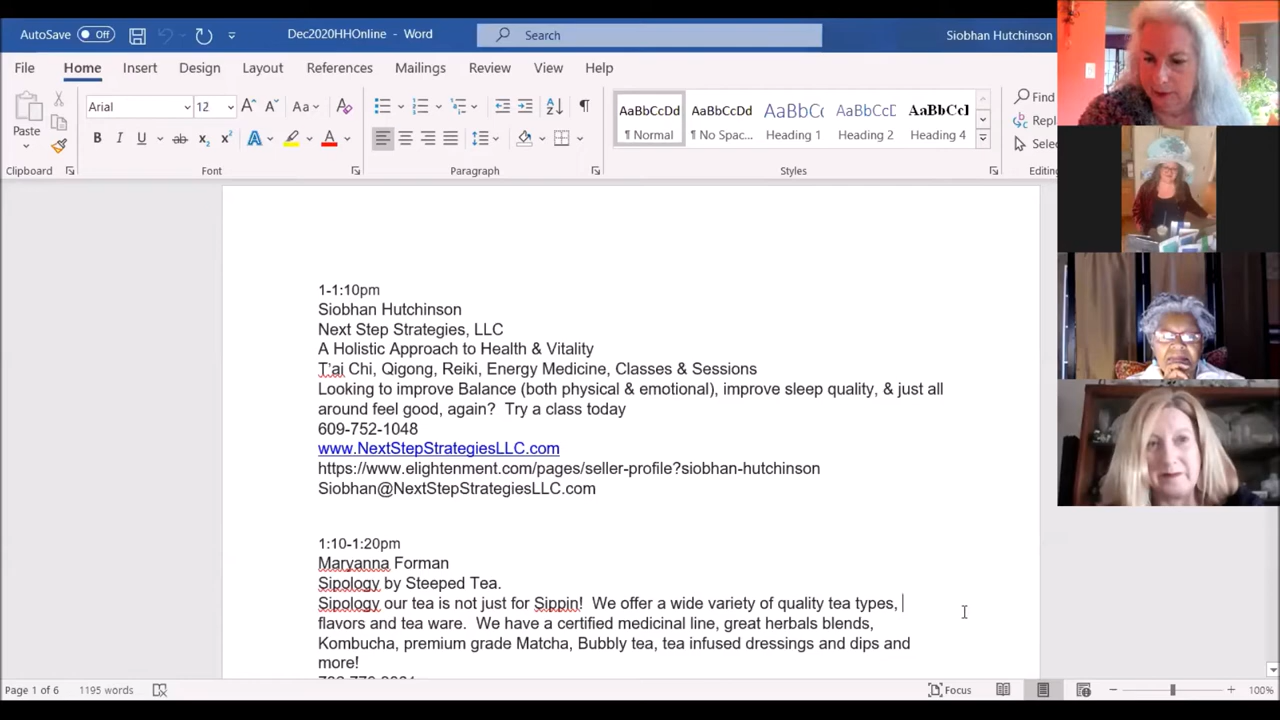 AutoSave Off
Dec2020HHOnline - Word
Search
Siobhan Hutchinson
File Home Insert Design Layout References Mailings Review View Help
Paste
Clipboard
Arial 12
Font
Paragraph
AaBbCcDd AaBbCcDd AaBbCc AaBbCcD AaBbCcI
¶ Normal ¶ No Spac... Heading 1 Heading 2 Heading 4
Styles
Find
Repl
Selec
Editing
1-1:10pm
Siobhan Hutchinson
Next Step Strategies, LLC
A Holistic Approach to Health & Vitality
T'ai Chi, Qigong, Reiki, Energy Medicine, Classes & Sessions
Looking to improve Balance (both physical & emotional), improve sleep quality, & just all
around feel good, again? Try a class today
609-752-1048
www.NextStepStrategiesLLC.com
https://www.elightenment.com/pages/seller-profile?siobhan-hutchinson
Siobhan@NextStepStrategiesLLC.com
1:10-1:20pm
Maryanna Forman
Sipology by Steeped Tea.
Sipology our tea is not just for Sippin! We offer a wide variety of quality tea types,
flavors and tea ware. We have a certified medicinal line, great herbals blends,
Kombucha, premium grade Matcha, Bubbly tea, tea infused dressings and dips and
more!
Page 1 of 6 1195 words
Focus
100%